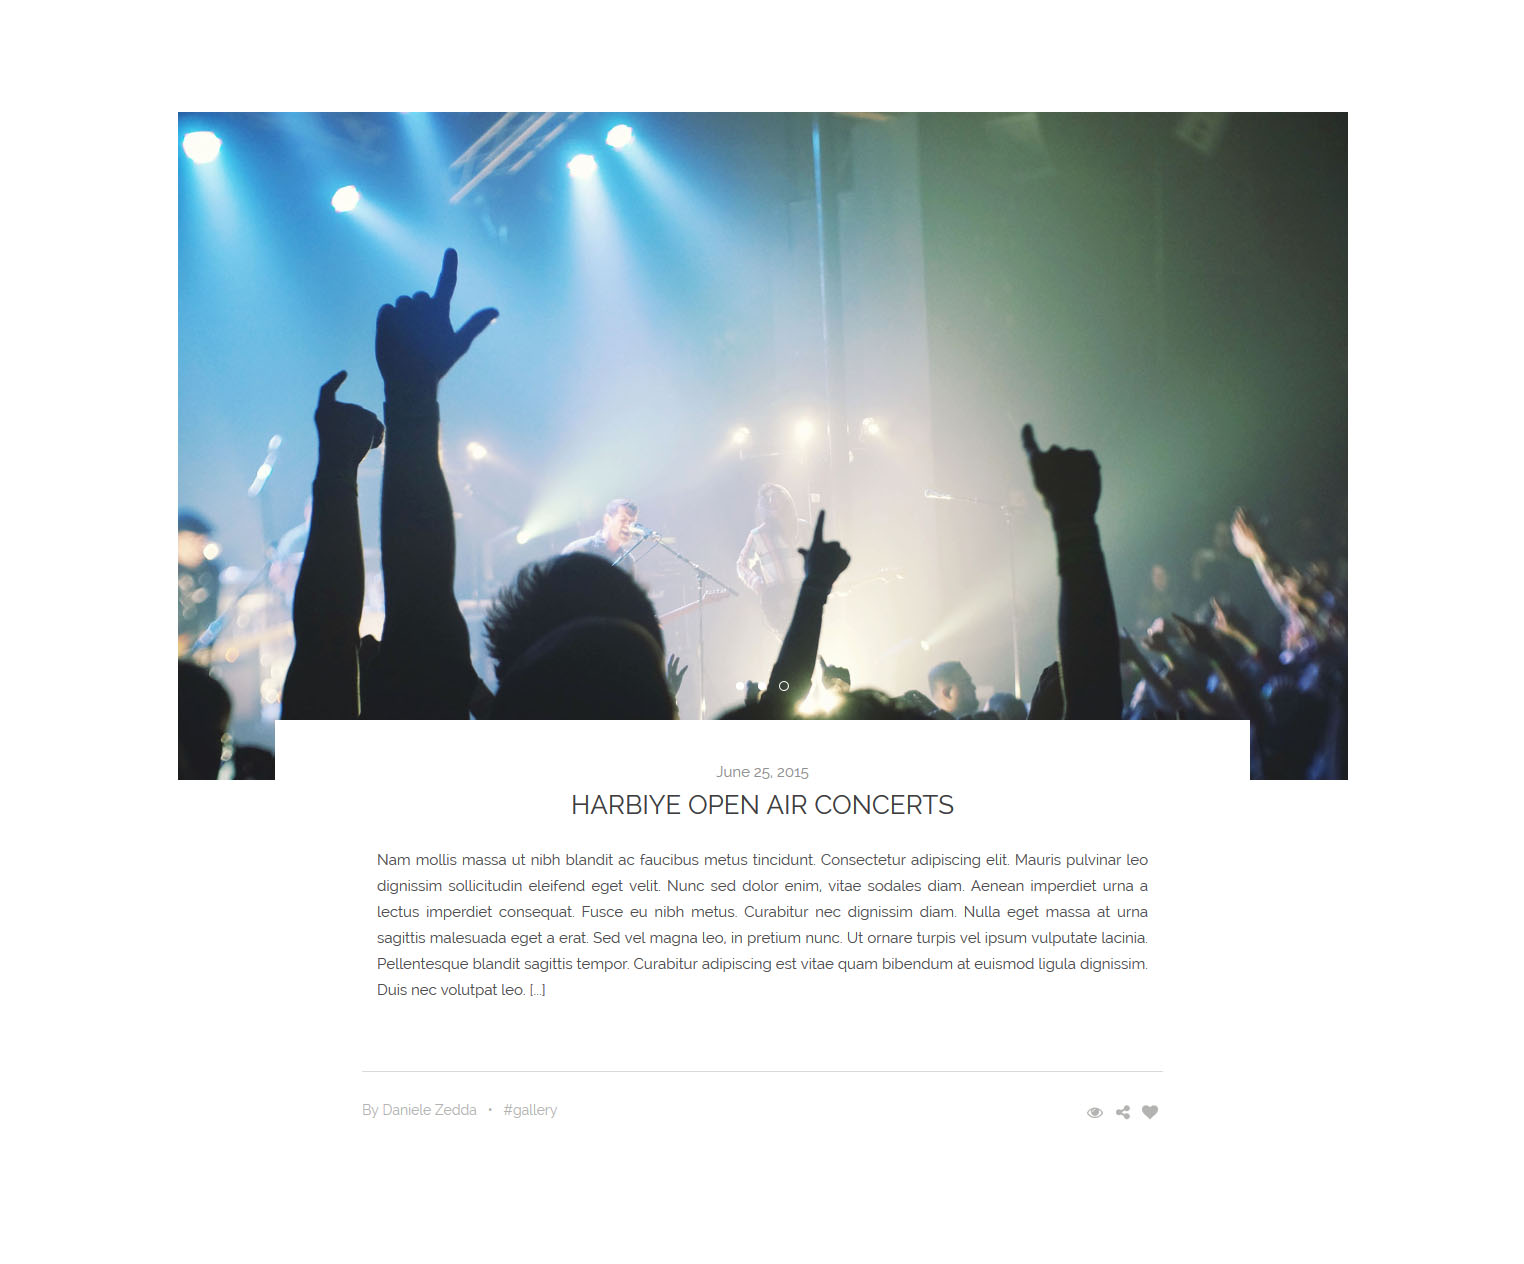 June 25, 2015
HARBIYE OPEN AIR CONCERTS
Nam mollis massa ut nibh blandit ac faucibus metus tincidunt. Consectetur adipiscing elit. Mauris pulvinar leo
dignissim sollicitudin eleifend eget velit. Nunc sed dolor enim, vitae sodales diam. Aenean imperdiet urna a
lectus imperdiet consequat. Fusce eu nibh metus. Curabitur nec dignissim diam. Nulla eget massa at urna
sagittis malesuada eget a erat. Sed vel magna leo, in pretium nunc. Ut ornare turpis vel ipsum vulputate lacinia.
Pellentesque blandit sagittis tempor. Curabitur adipiscing est vitae quam bibendum at euismod ligula dignissim.
Duis nec volutpat leo. [...]
By Daniele Zedda • #gallery